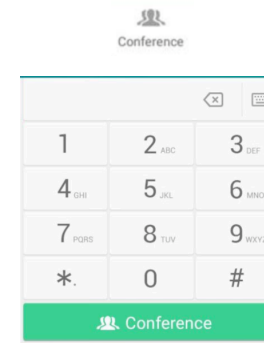 Conference
1 2 ABC 3 DEF
4 GHI 5 JKL 6 MNO
7 PQRS 8 TUV 9 WXYZ
*. 0 #
Conference